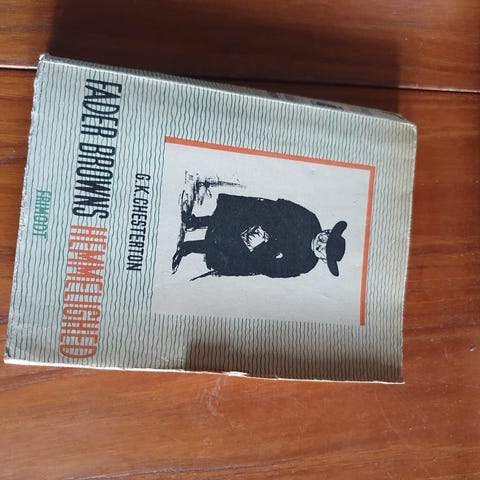 G. K. CHESTERTON
FADER BROWNS HEMMELIGHED
FRIMODT